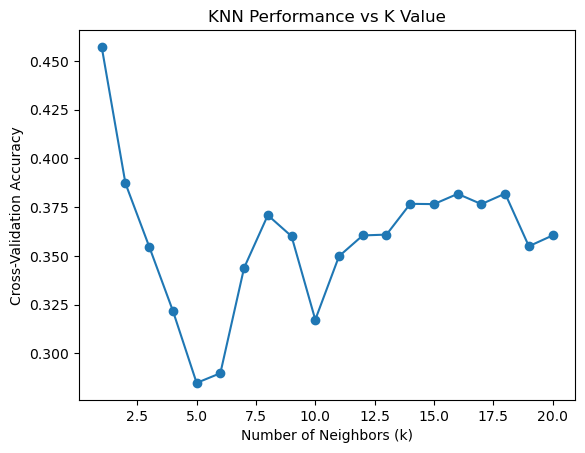 KNN Performance vs K Value
0.450
0.425
0.400
0.375
0.350
0.325
0.300
Cross-Validation Accuracy
2.5 5.0 7.5 10.0 12.5 15.0 17.5 20.0
Number of Neighbors (k)